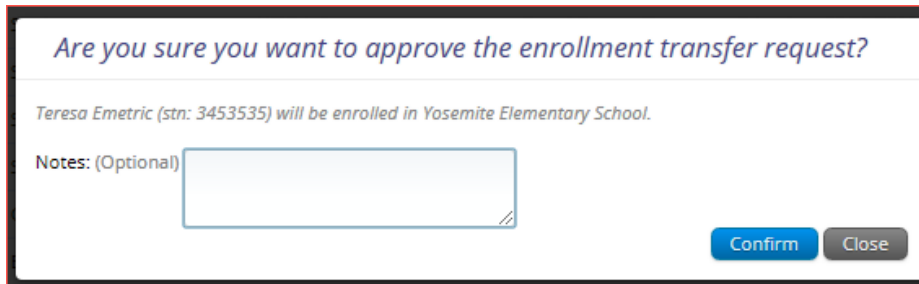 Are you sure you want to approve the enrollment transfer request?
Teresa Emetric (stn: 3453535) will be enrolled in Yosemite Elementary School.
Notes: (Optional)
Confirm Close